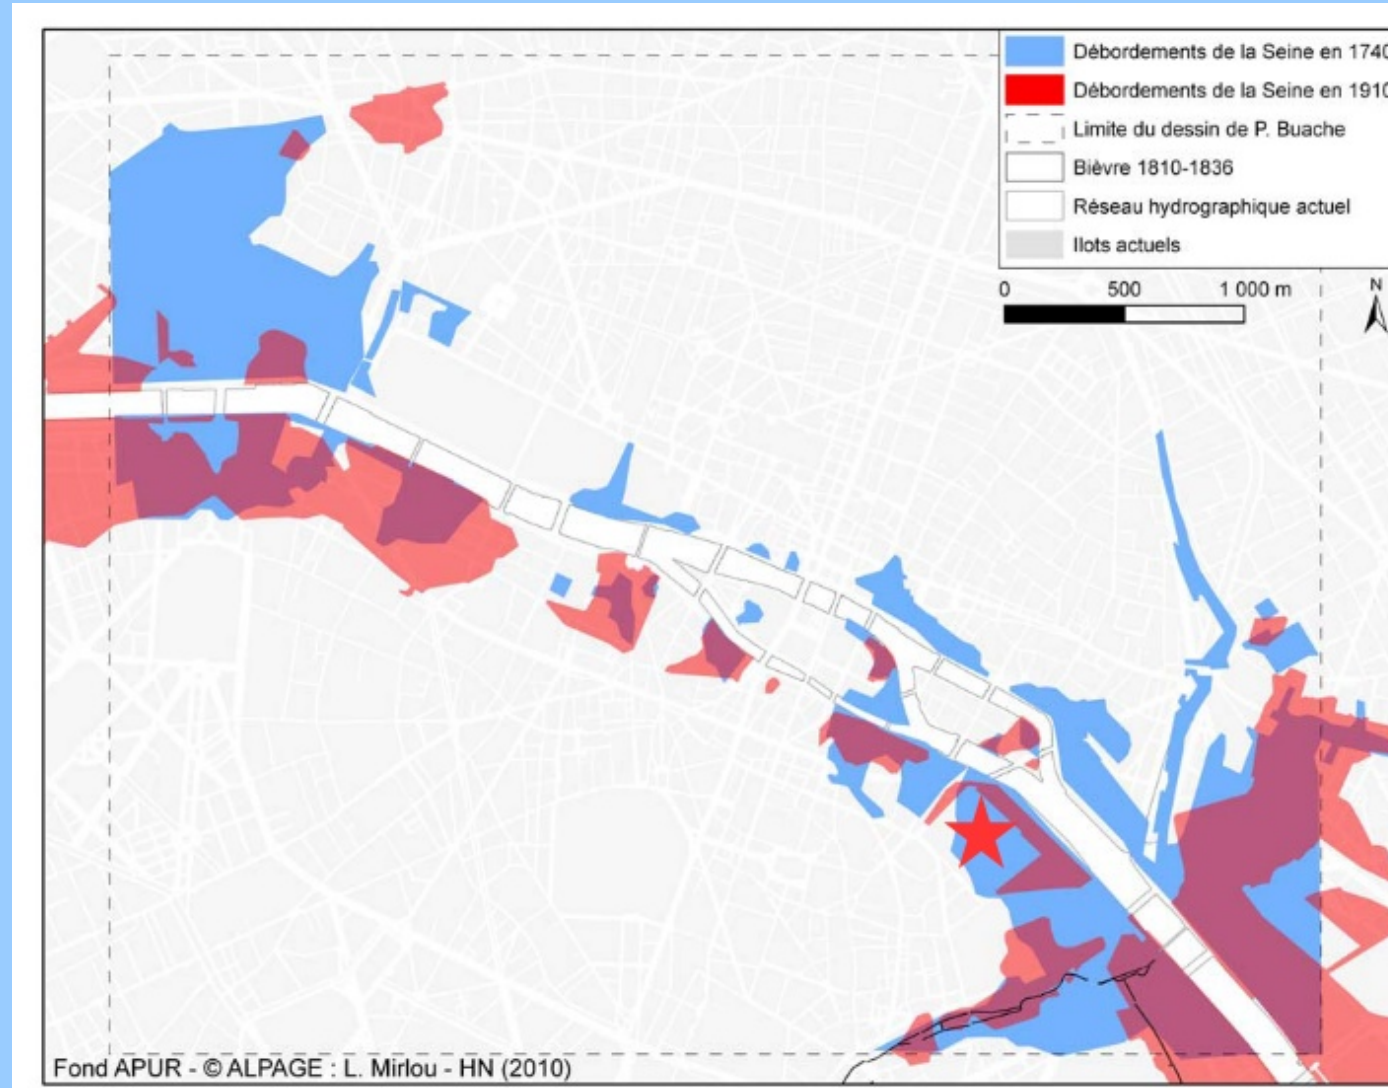 Débordements de la Seine en 1740
Débordements de la Seine en 1910
Limite du dessin de P. Buache
Bièvre 1810-1836
Réseau hydrographique actuel
Ilots actuels
0 500 1 000 m
N
Fond APUR - © ALPAGE : L. Mirlou - HN (2010)